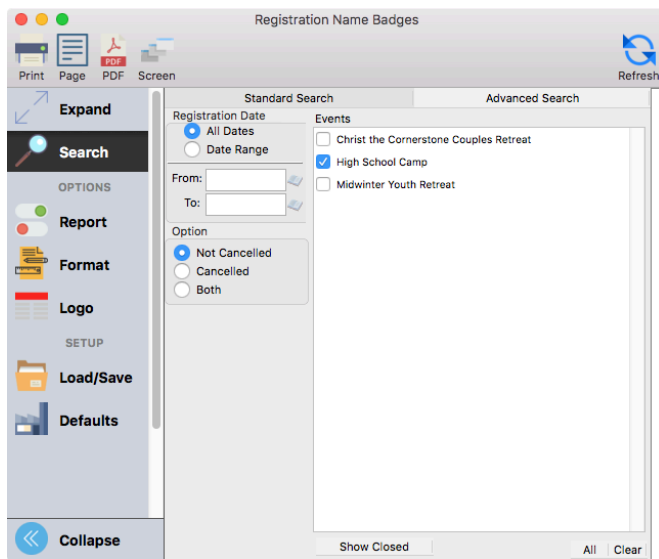 Registration Name Badges
PDF
Print Page PDF Screen Refresh
Expand
Search
OPTIONS
Report
Format
Logo
SETUP
Load/Save
Defaults
Collapse
Standard Search Advanced Search
Registration Date
All Dates
Date Range
From:
To:
Option
Not Cancelled
Cancelled
Both
Events
Christ the Cornerstone Couples Retreat
High School Camp
Midwinter Youth Retreat
Show Closed All Clear